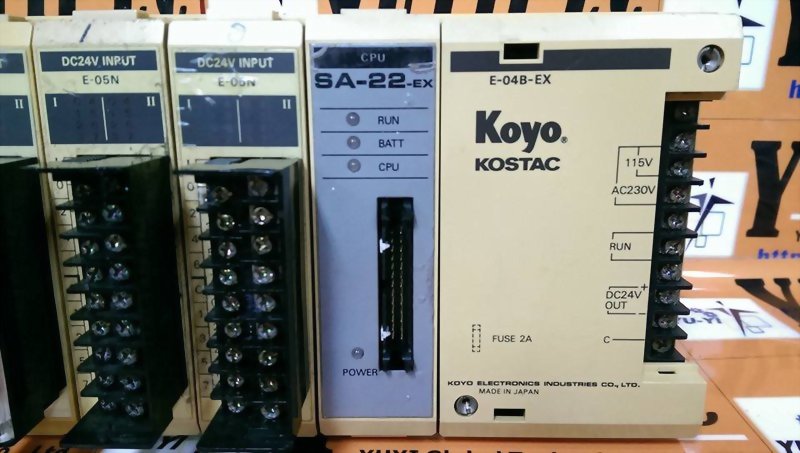 DC24V INPUT
E-05N
I II
DC24V INPUT
E-05N
I II
CPU
SA-22-EX
RUN
BATT
CPU
POWER
E-04B-EX
Koyo®
KOSTAC
115V
AC230V
RUN
DC24V +
OUT -
C
FUSE 2A
KOYO ELECTRONICS INDUSTRIES CO., LTD.
MADE IN JAPAN